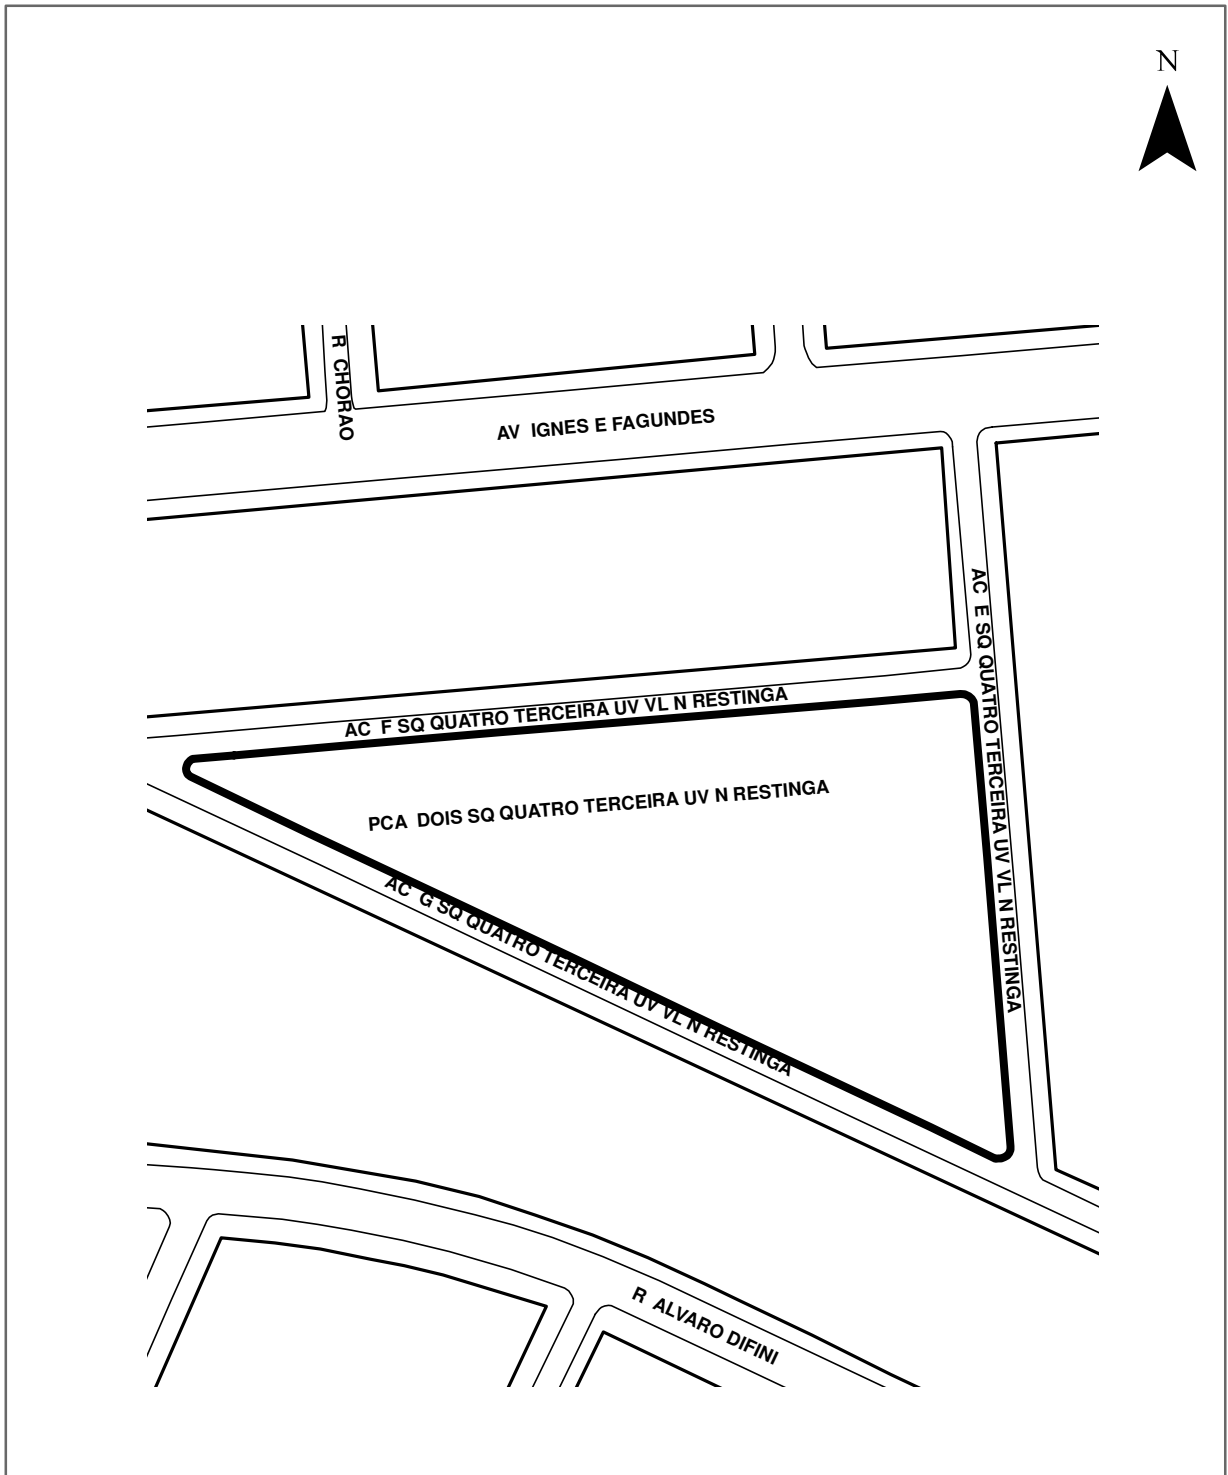 N
R CHORAO
AV IGNES E FAGUNDES
AC E SQ QUATRO TERCEIRA UV VL N RESTINGA
AC F SQ QUATRO TERCEIRA UV VL N RESTINGA
PCA DOIS SQ QUATRO TERCEIRA UV N RESTINGA
AC G SQ QUATRO TERCEIRA UV VL N RESTINGA
R ALVARO DIFINI